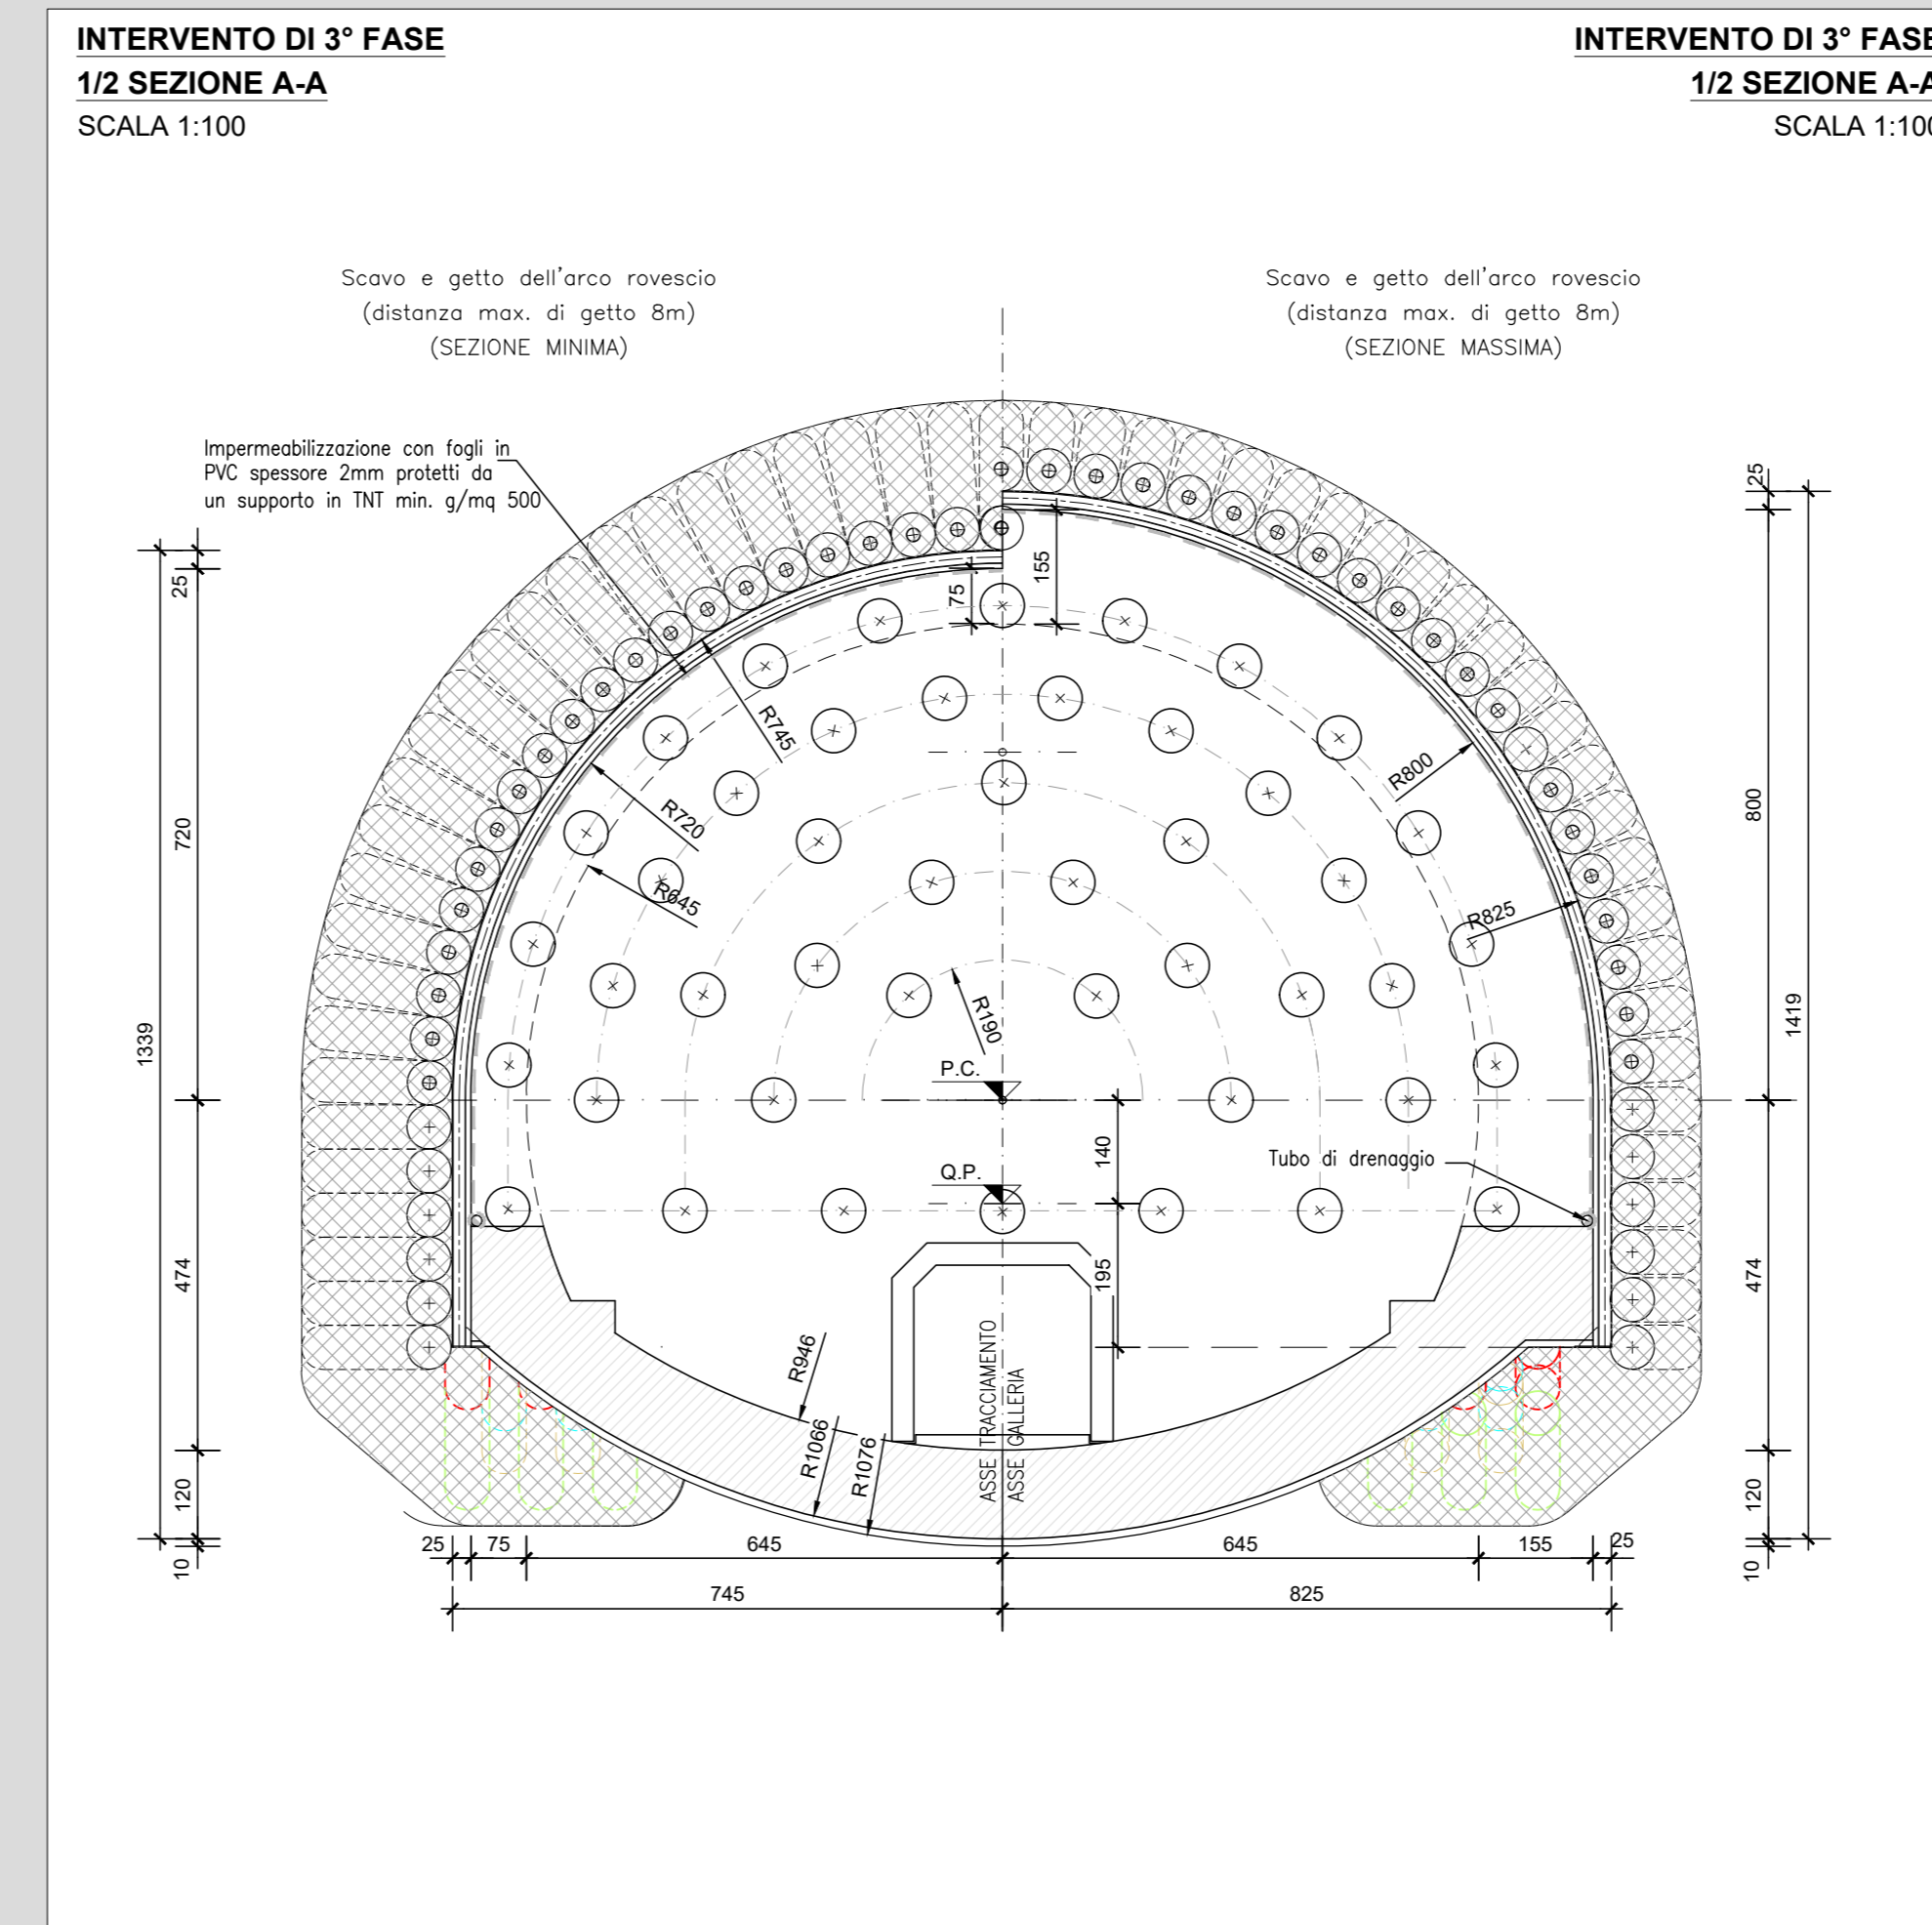 INTERVENTO DI 3° FASE
1/2 SEZIONE A-A
SCALA 1:100
INTERVENTO DI 3° FASE
1/2 SEZIONE A-A
SCALA 1:100
Scavo e getto dell'arco rovescio
(distanza max. di getto 8m)
(SEZIONE MINIMA)
Scavo e getto dell'arco rovescio
(distanza max. di getto 8m)
(SEZIONE MASSIMA)
Impermeabilizzazione con fogli in
PVC spessore 2mm protetti da
un supporto in TNT min. g/mq 500
25
720
1339
474
120
10
25
800
1419
474
120
10
75
155
R745
R720
R645
R190
R800
R825
P.C.
Q.P.
140
195
Tubo di drenaggio
R946
R1066
R1076
ASSE TRACCIAMENTO
ASSE GALLERIA
25
75
645
645
155
25
745
825